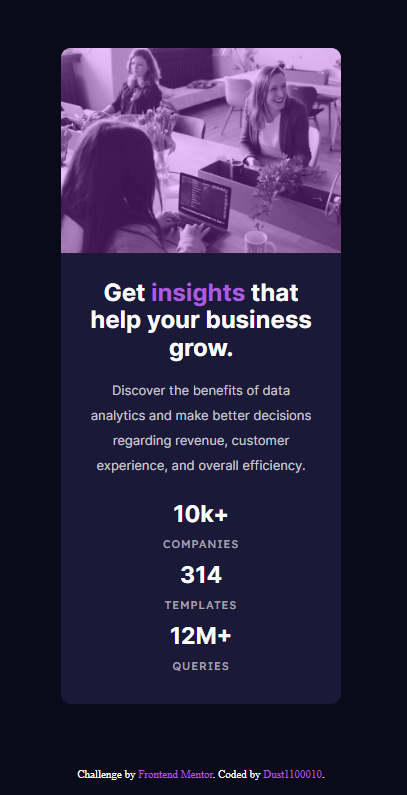 Get insights that
help your business
grow.
Discover the benefits of data
analytics and make better decisions
regarding revenue, customer
experience, and overall efficiency.
10k+
COMPANIES
314
TEMPLATES
12M+
QUERIES
Challenge by Frontend Mentor. Coded by Dust1100010.